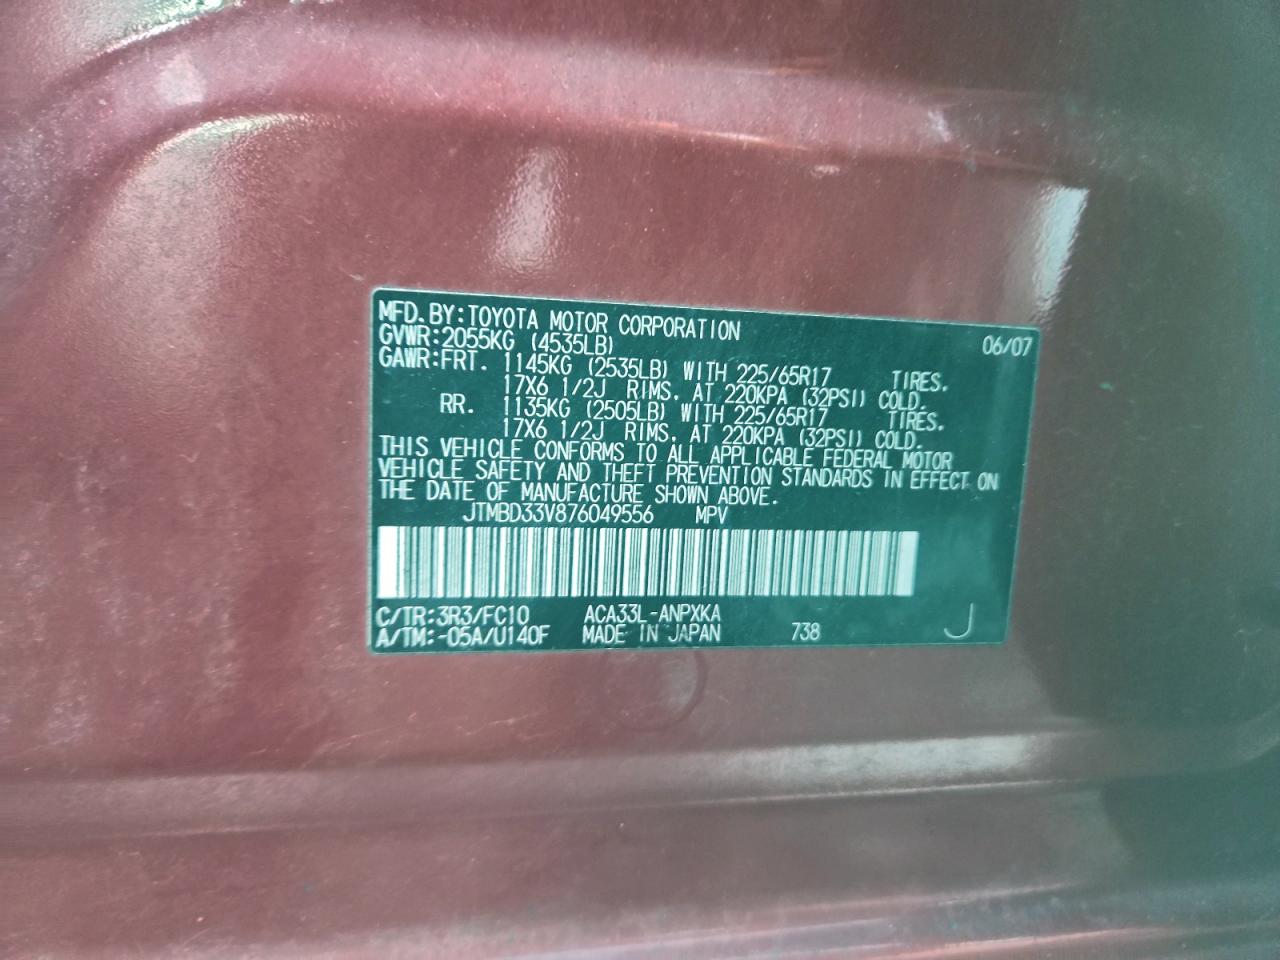 MFD. BY: TOYOTA MOTOR CORPORATION 06/07
GVWR: 2055KG (4535LB)
GAWR: FRT. 1145KG (2535LB) WITH 225/65R17 TIRES.
17X6 1/2J RIMS. AT 220KPA (32PSI) COLD.
RR. 1135KG (2505LB) WITH 225/65R17 TIRES.
17X6 1/2J RIMS. AT 220KPA (32PSI) COLD.
THIS VEHICLE CONFORMS TO ALL APPLICABLE FEDERAL MOTOR
VEHICLE SAFETY AND THEFT PREVENTION STANDARDS IN EFFECT ON
THE DATE OF MANUFACTURE SHOWN ABOVE.
JTMBD33V876049556 MPV
C/TR: 3R3/FC10 ACA33L-ANPXKA
A/TM: -05A/U140F MADE IN JAPAN 738 J